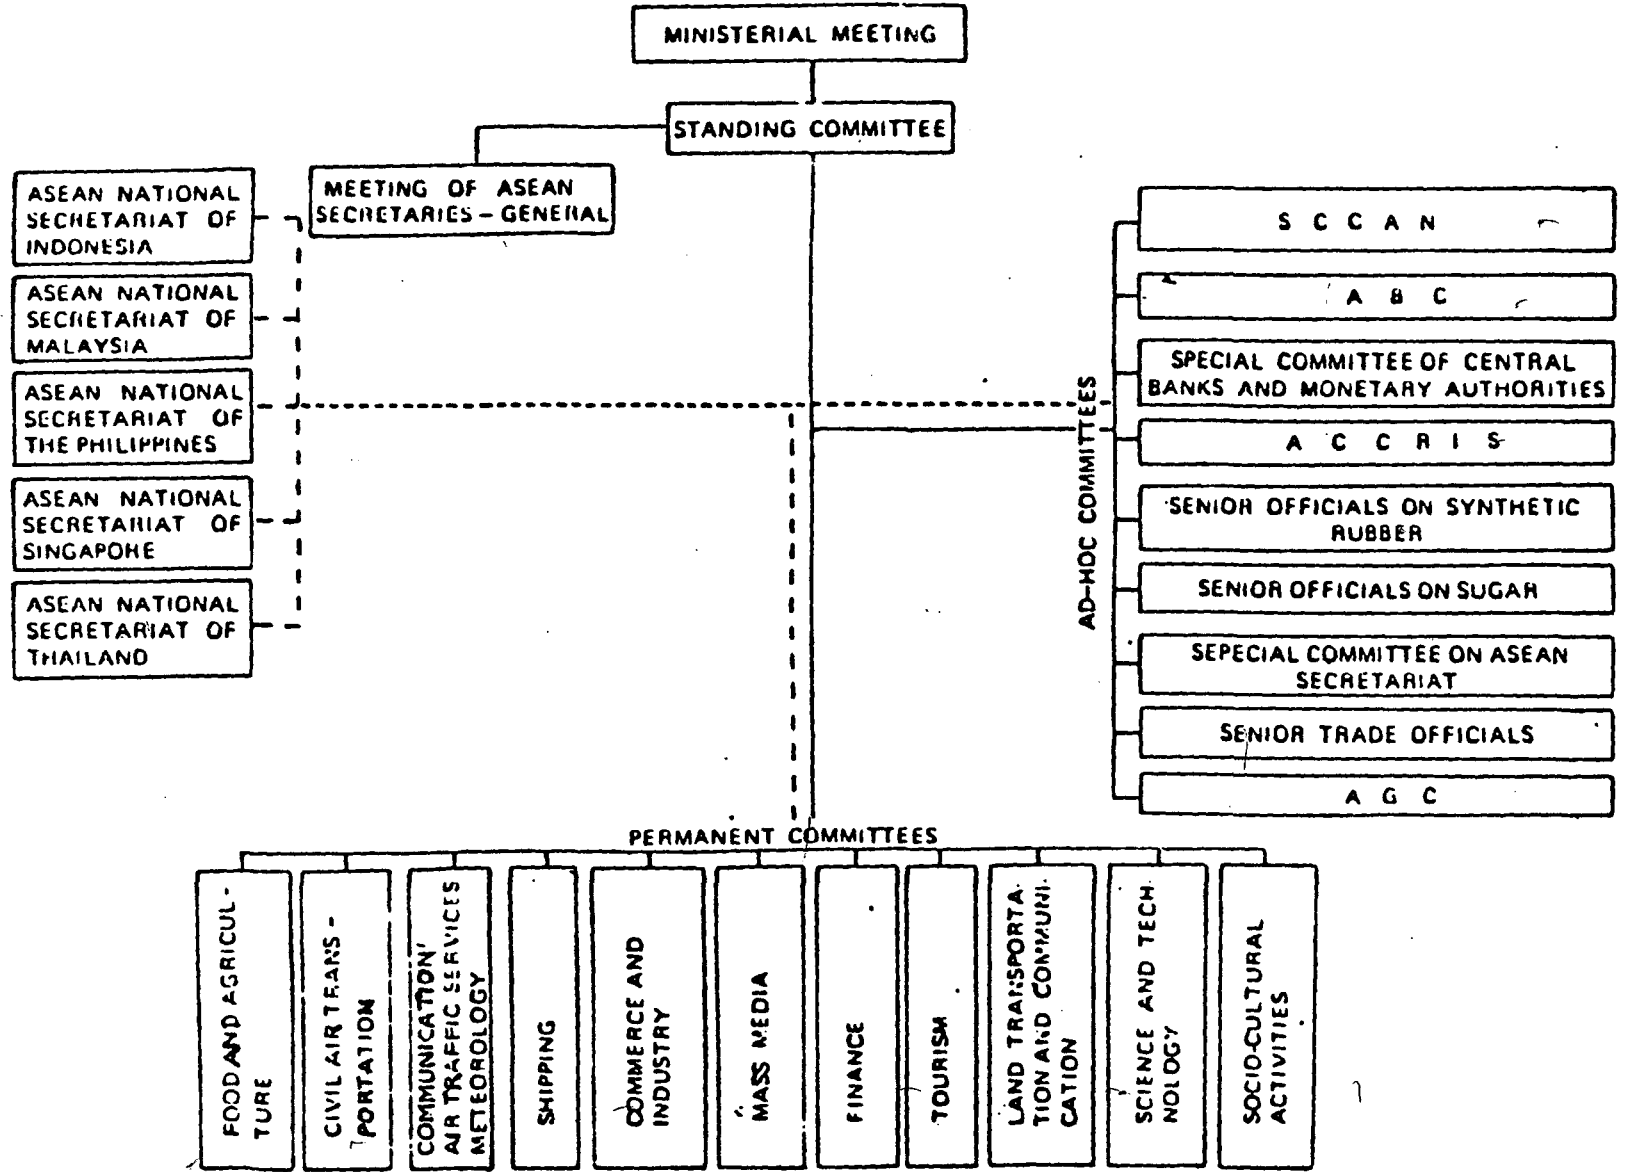 MINISTERIAL MEETING
STANDING COMMITTEE
MEETING OF ASEAN
SECRETARIES – GENERAL
ASEAN NATIONAL
SECRETARIAT OF
INDONESIA
ASEAN NATIONAL
SECRETARIAT OF
MALAYSIA
ASEAN NATIONAL
SECRETARIAT OF
THE PHILIPPINES
ASEAN NATIONAL
SECRETARIAT OF
SINGAPORE
ASEAN NATIONAL
SECRETARIAT OF
THAILAND
AD-HOC COMMITTEES
S C C A N
A B C
SPECIAL COMMITTEE OF CENTRAL
BANKS AND MONETARY AUTHORITIES
A C C R I S
SENIOR OFFICIALS ON SYNTHETIC
RUBBER
SENIOR OFFICIALS ON SUGAR
SEPECIAL COMMITTEE ON ASEAN
SECRETARIAT
SENIOR TRADE OFFICIALS
A G C
PERMANENT COMMITTEES
FOOD AND AGRICUL -
TURE
CIVIL AIR TRANS -
PORTATION
COMMUNICATION
AIR TRAFFIC SERVICES
METEOROLOGY
SHIPPING
COMMERCE AND
INDUSTRY
MASS MEDIA
FINANCE
TOURISM
LAND TRANSPORTA-
TION AND COMMUNI-
CATION
SCIENCE AND TECH-
NOLOGY
SOCIO-CULTURAL
ACTIVITIES